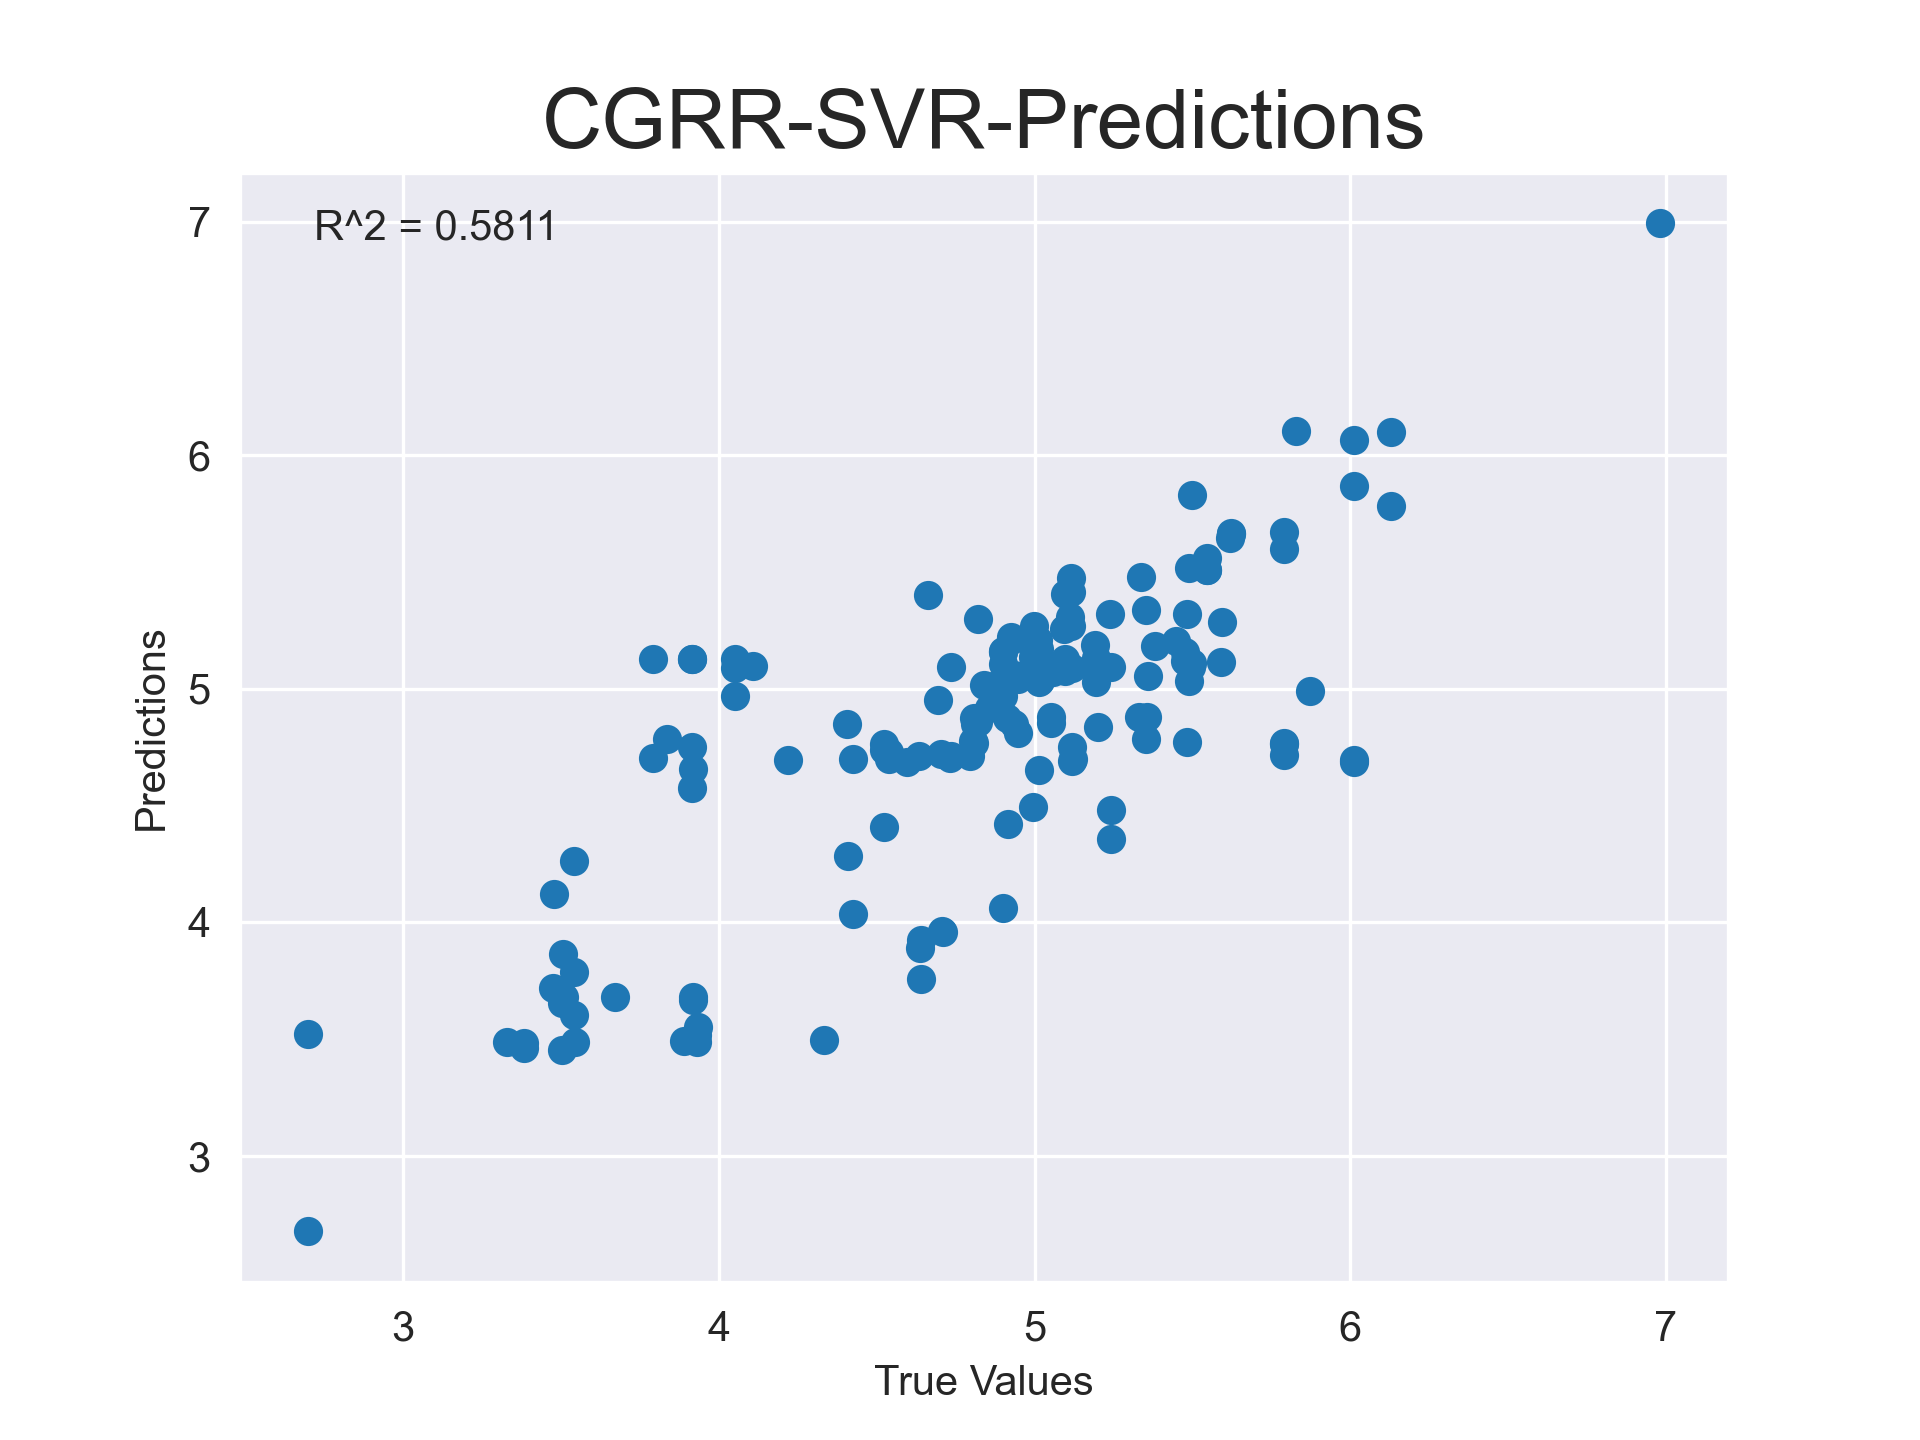 CGRR-SVR-Predictions
R^2 = 0.5811
7
6
5
4
3
Predictions
3 4 5 6 7
True Values